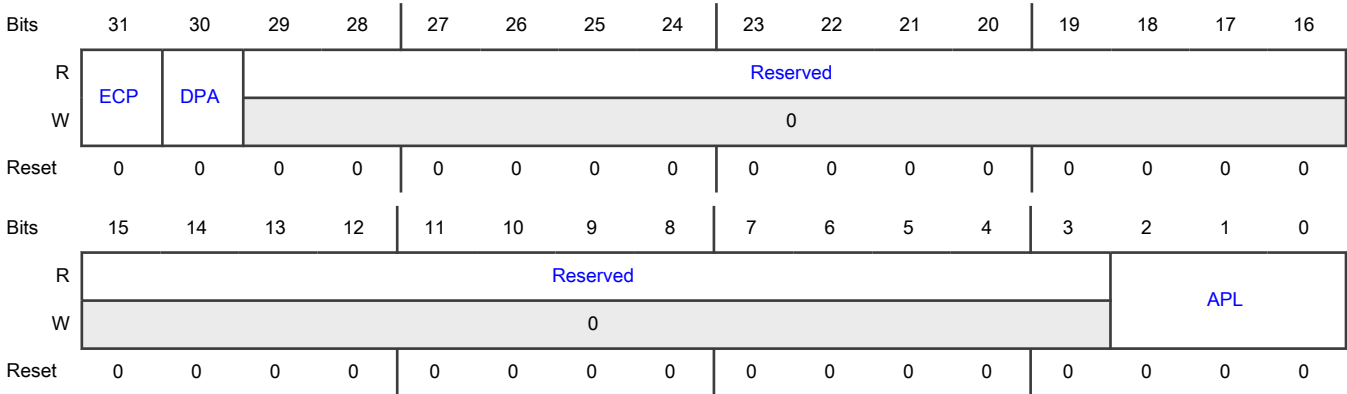 Bits 31 30 29 28 27 26 25 24 23 22 21 20 19 18 17 16
R ECP DPA Reserved
W 0
Reset 0 0 0 0 0 0 0 0 0 0 0 0 0 0 0 0
Bits 15 14 13 12 11 10 9 8 7 6 5 4 3 2 1 0
R Reserved APL
W 0
Reset 0 0 0 0 0 0 0 0 0 0 0 0 0 0 0 0